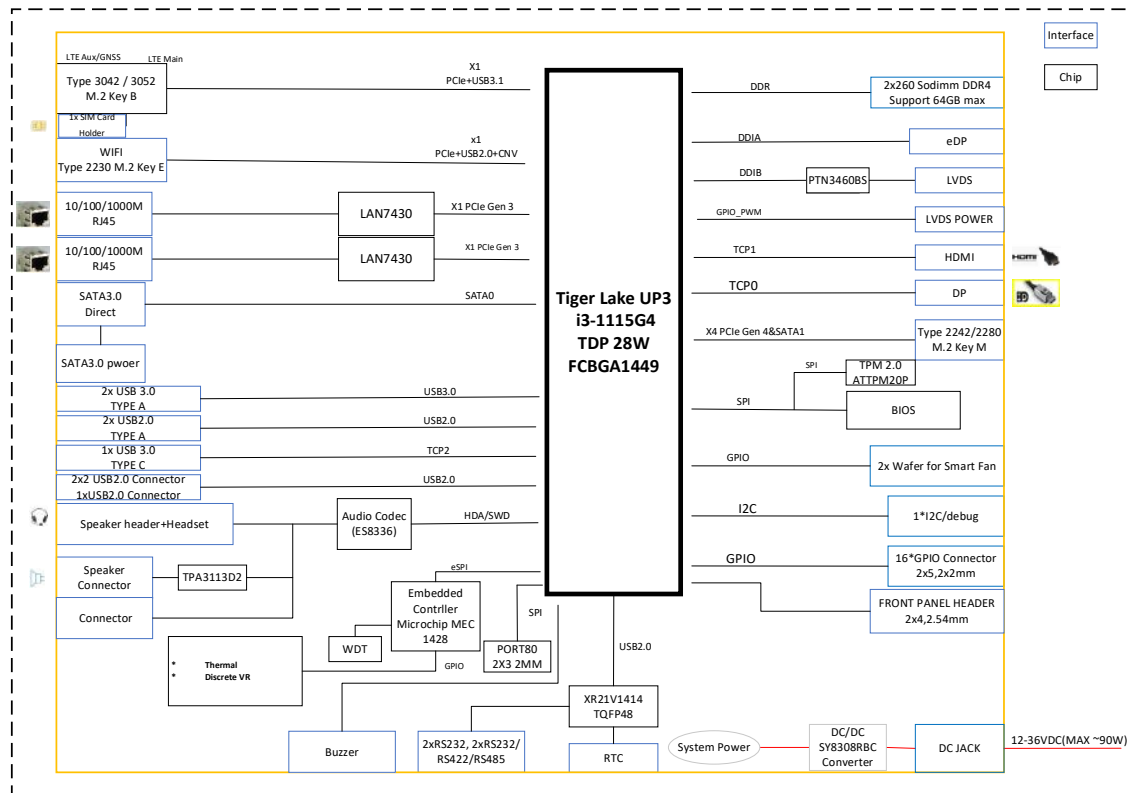 LTE Aux/GNSS
LTE Main
Type 3042 / 3052
M.2 Key B
X1
PCIe+USB3.1
1x SIM Card
Holder
WIFI
Type 2230 M.2 Key E
x1
PCIe+USB2.0+CNV
10/100/1000M
RJ45
LAN7430
X1 PCIe Gen 3
10/100/1000M
RJ45
LAN7430
X1 PCIe Gen 3
SATA3.0
Direct
SATA0
SATA3.0 pwoer
2x USB 3.0
TYPE A
USB3.0
2x USB2.0
TYPE A
USB2.0
1x USB 3.0
TYPE C
TCP2
2x2 USB2.0 Connector
1xUSB2.0 Connector
USB2.0
Speaker header+Headset
Audio Codec
(ES8336)
HDA/SWD
Speaker
Connector
TPA3113D2
Connector
eSPI
Embedded
Contrller
Microchip MEC
1428
WDT
GPIO
* Thermal
* Discrete VR
SPI
PORT80
2X3 2MM
Tiger Lake UP3
i3-1115G4
TDP 28W
FCBGA1449
USB2.0
XR21V1414
TQFP48
Buzzer
2xRS232, 2xRS232/
RS422/RS485
RTC
Interface
Chip
DDR
2x260 Sodimm DDR4
Support 64GB max
DDIA
eDP
DDIB
PTN3460BS
LVDS
GPIO_PWM
LVDS POWER
TCP1
HDMI
HDMI
TCP0
DP
X4 PCIe Gen 4&SATA1
Type 2242/2280
M.2 Key M
SPI
TPM 2.0
ATTPM20P
SPI
BIOS
GPIO
2x Wafer for Smart Fan
I2C
1*I2C/debug
GPIO
16*GPIO Connector
2x5,2x2mm
FRONT PANEL HEADER
2x4,2.54mm
System Power
DC/DC
SY8308RBC
Converter
DC JACK
12-36VDC(MAX ~90W)